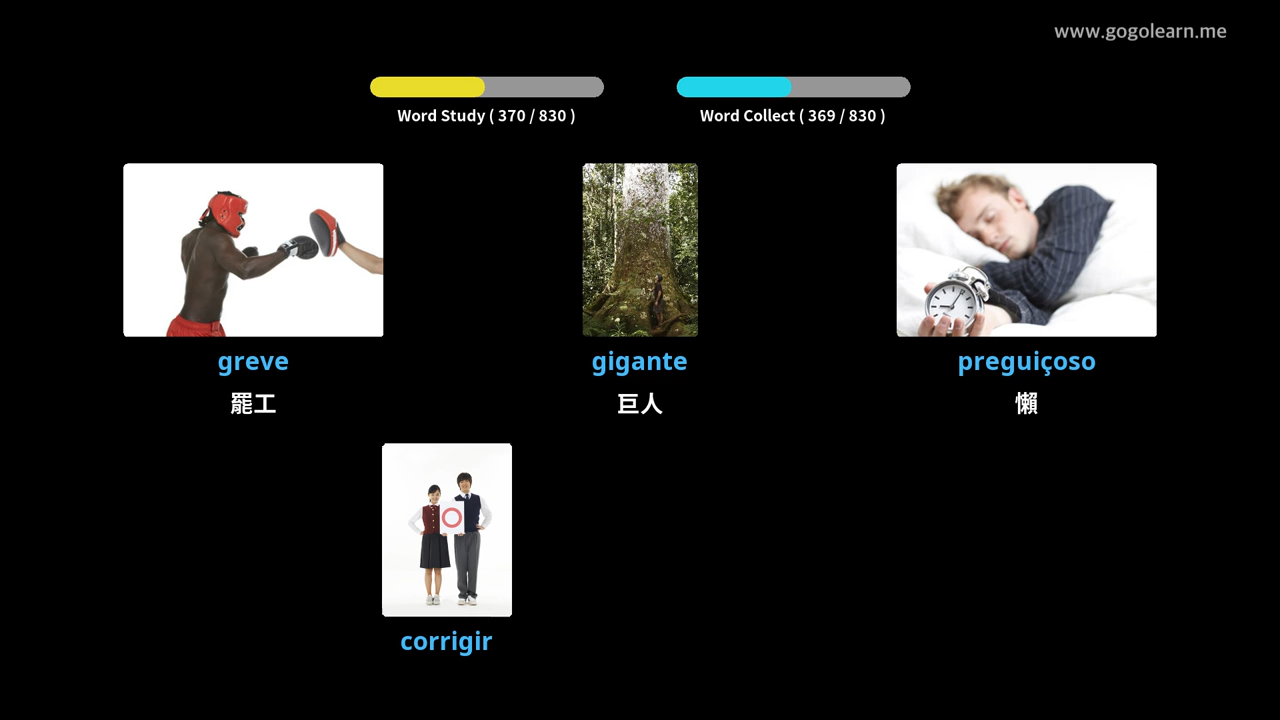 www.gogolearn.me
Word Study ( 370 / 830 )
Word Collect ( 369 / 830 )
greve
gigante
preguiçoso
罷工
巨人
懶
corrigir